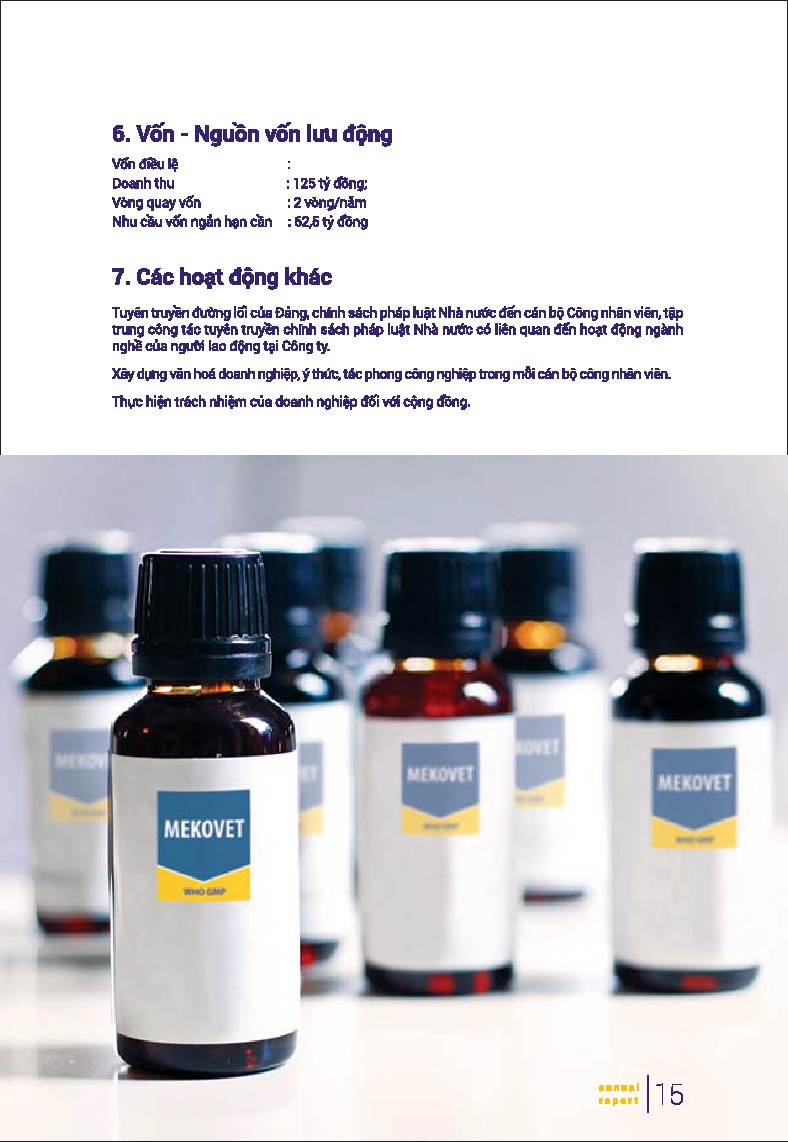 6. Vốn - Nguồn vốn lưu động
Vốn điều lệ :
Doanh thu : 125 tỷ đồng;
Vòng quay vốn : 2 vòng/năm
Nhu cầu vốn ngắn hạn cần : 62,5 tỷ đồng
7. Các hoạt động khác
Tuyên truyền đường lối của Đảng, chính sách pháp luật Nhà nước đến cán bộ Công nhân viên, tập
trung công tác tuyên truyền chính sách pháp luật Nhà nước có liên quan đến hoạt động ngành
nghề của người lao động tại Công ty.
Xây dựng văn hoá doanh nghiệp, ý thức, tác phong công nghiệp trong mỗi cán bộ công nhân viên.
Thực hiện trách nhiệm của doanh nghiệp đối với cộng đồng.
MEKOVET
WHO GMP
MEKOVET
WHO GMP
MEKOVET
WHO GMP
annual
report
15